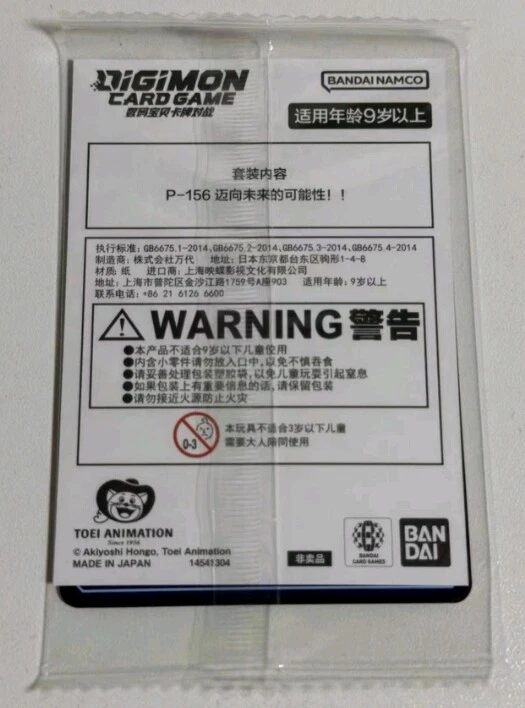 DIGIMON
CARD GAME
数码宝贝卡牌对战
BANDAI NAMCO
适用年龄9岁以上
套装内容
P-156 迈向未来的可能性！！
执行标准: GB6675.1-2014、GB6675.2-2014、GB6675.3-2014、GB6675.4-2014
制造商: 株式会社万代 地址: 日本东京都台东区驹形1-4-8
材质: 纸 进口商: 上海映蝶影视文化有限公司
地址: 上海市普陀区金沙江路1759号A座903 适用年龄: 9岁以上
联系电话: +86 21 6126 6600
WARNING 警告
●本产品不适合9岁以下儿童使用
●内含小零件请勿放入口中,以免不慎吞食
●请妥善处理包装塑胶袋,以免儿童玩耍引起窒息
●如果包装上有重要信息的话,请保留包装
●请勿接近火源防止火灾
0-3
本玩具不适合3岁以下儿童
需要大人陪同使用
TOEI ANIMATION
Since 1956
© Akiyoshi Hongo, Toei Animation
MADE IN JAPAN 14541304
非卖品
BANDAI
CARD GAMES
BAN
DAI